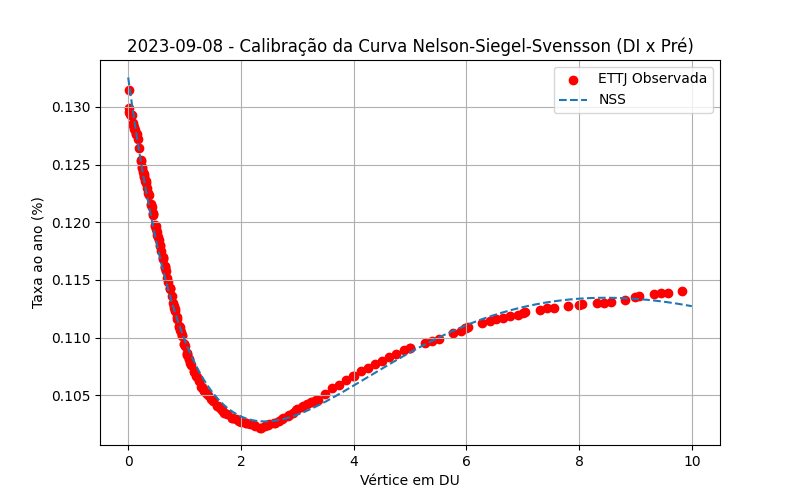 2023-09-08 - Calibração da Curva Nelson-Siegel-Svensson (DI x Pré)
ETTJ Observada
NSS
Taxa ao ano (%)
0.130
0.125
0.120
0.115
0.110
0.105
0 2 4 6 8 10
Vértice em DU